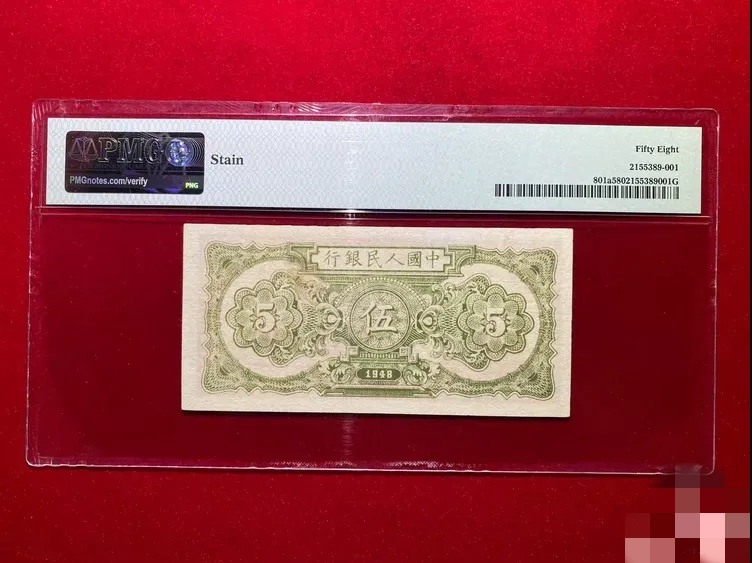 PMG
PMGnotes.com/verify
PNG
Stain
Fifty Eight
2155389-001
801a5802155389001G
行銀民人國中
5
伍
5
1948